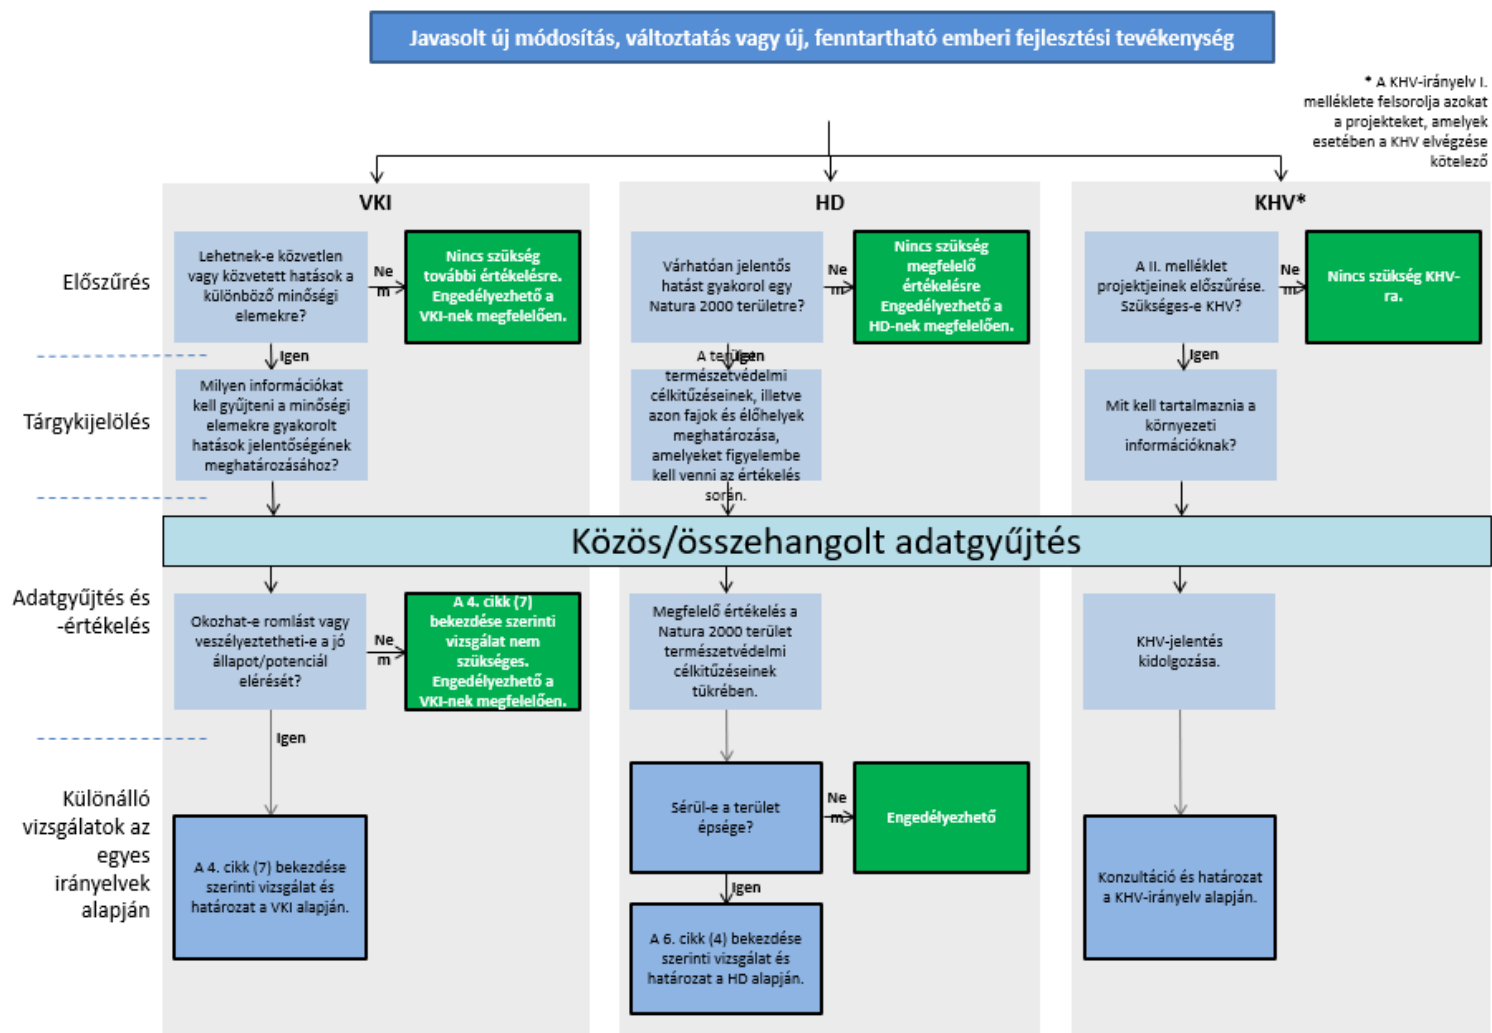 Javasolt új módosítás, változtatás vagy új, fenntartható emberi fejlesztési tevékenység
* A KHV-irányelv I.
melléklete felsorolja azokat
a projekteket, amelyek
esetében a KHV elvégzése
kötelező
VKI
HD
KHV*
Előszűrés
Lehetnek-e közvetlen
vagy közvetett hatások a
különböző minőségi
elemekre?
Ne
m
Nincs szükség
további értékelésre.
Engedélyezhető a
VKI-nek megfelelően.
Várhatóan jelentős
hatást gyakorol egy
Natura 2000 területre?
Ne
m
Nincs szükség
megfelelő
értékelésre
Engedélyezhető a
HD-nek megfelelően.
A II. melléklet
projektjeinek előszűrése.
Szükséges-e KHV?
Ne
m
Nincs szükség KHV-
ra.
Igen
Igen
Igen
Tárgykijelölés
Milyen információkat
kell gyűjteni a minőségi
elemekre gyakorolt
hatások jelentőségének
meghatározásához?
A terület
természetvédelmi
célkitűzéseinek, illetve
azon fajok és élőhelyek
meghatározása,
amelyeket figyelembe
kell venni az értékelés
során.
Mit kell tartalmaznia a
környezeti
információknak?
Közös/összehangolt adatgyűjtés
Adatgyűjtés és
-értékelés
Okozhat-e romlást vagy
veszélyeztetheti-e a jó
állapot/potenciál
elérését?
Ne
m
A 4. cikk (7)
bekezdése szerinti
vizsgálat nem
szükséges.
Engedélyezhető a
VKI-nek megfelelően.
Megfelelő értékelés a
Natura 2000 terület
természetvédelmi
célkitűzéseinek
tükrében.
KHV-jelentés
kidolgozása.
Igen
Különálló
vizsgálatok az
egyes
irányelvek
alapján
A 4. cikk (7) bekezdése
szerinti vizsgálat és
határozat a VKI alapján.
Sérül-e a terület
épsége?
Ne
m
Engedélyezhető
Igen
A 6. cikk (4) bekezdése
szerinti vizsgálat és
határozat a HD alapján.
Konzultáció és határozat
a KHV-irányelv alapján.